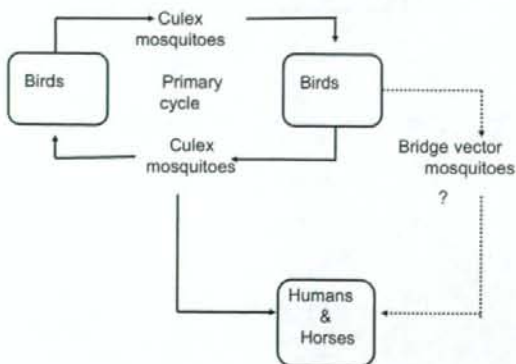 Culex
mosquitoes
Birds
Primary
cycle
Birds
Culex
mosquitoes
Bridge vector
mosquitoes
?
Humans
&
Horses